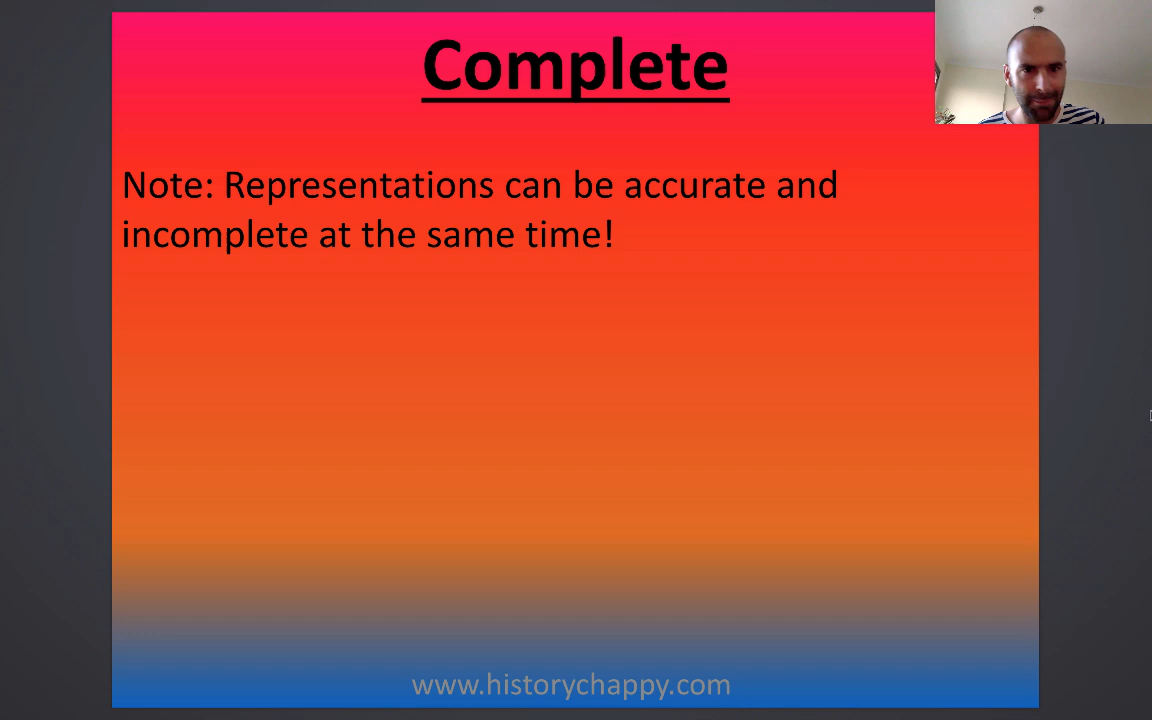 Complete
Note: Representations can be accurate and
incomplete at the same time!
www.historychappy.com